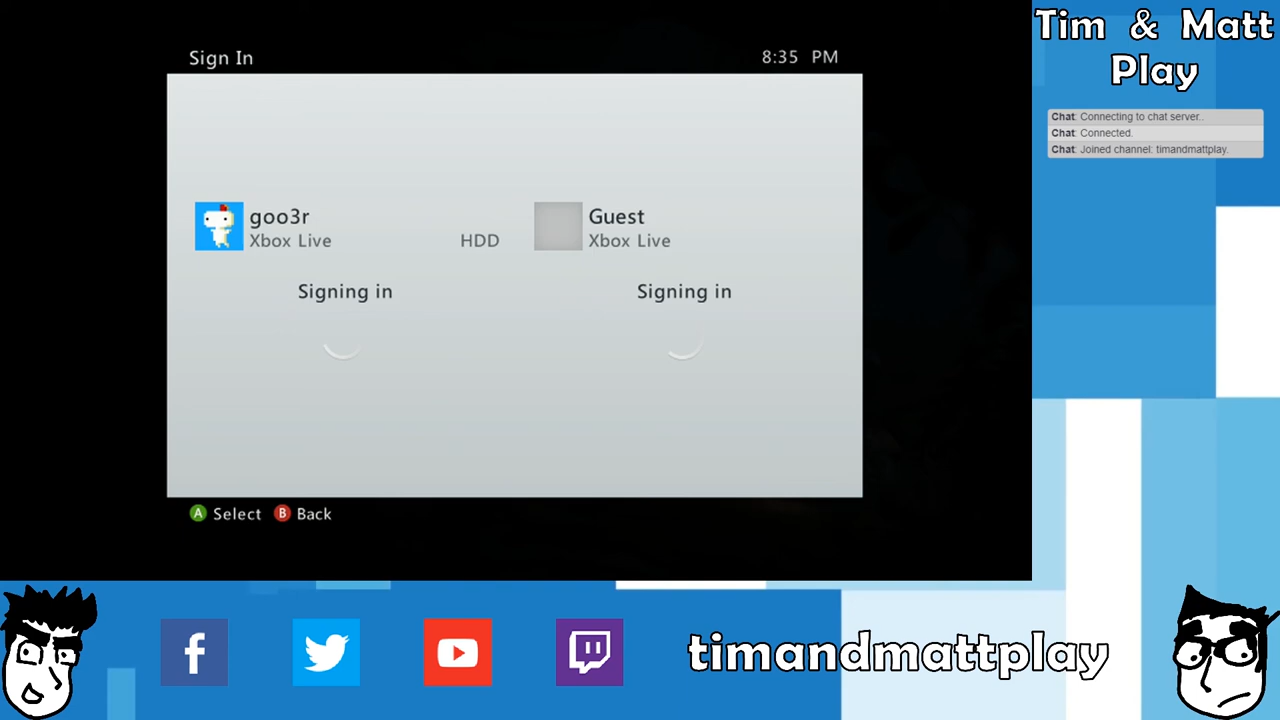 Sign In
8:35 PM
goo3r
Xbox Live
HDD
Signing in
Guest
Xbox Live
Signing in
A Select B Back
Tim & Matt
Play
Chat: Connecting to chat server..
Chat: Connected.
Chat: Joined channel: timandmattplay.
f
timandmattplay